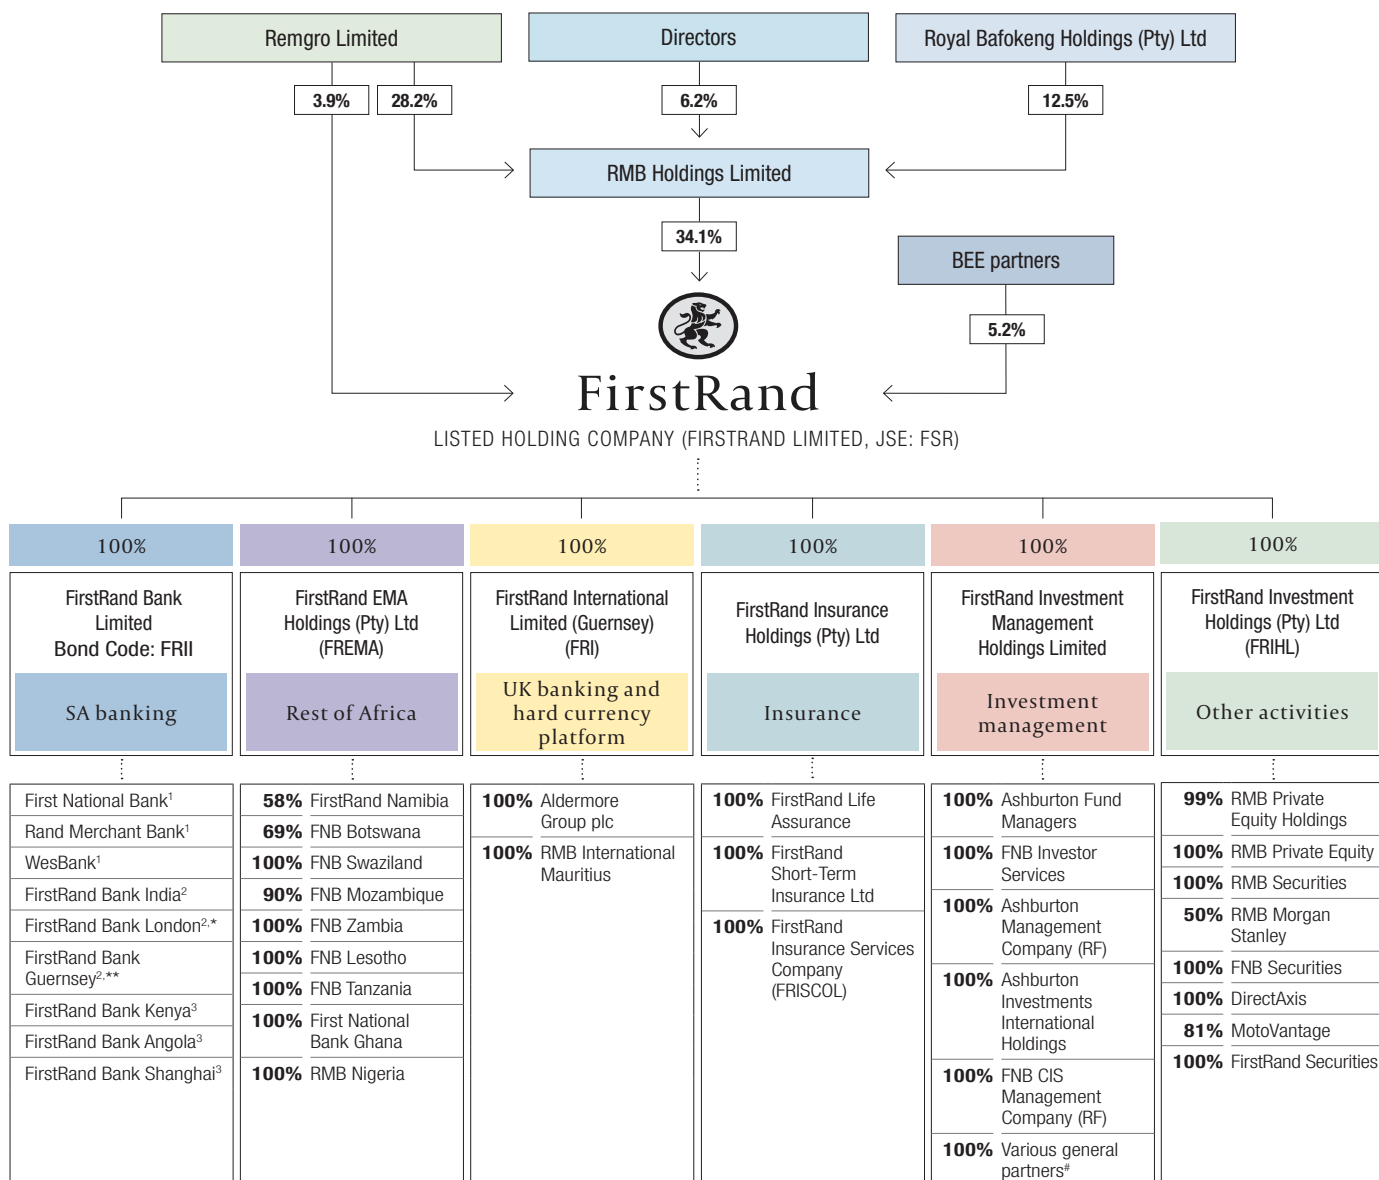 Remgro Limited
Directors
Royal Bafokeng Holdings (Pty) Ltd
3.9%
28.2%
6.2%
12.5%
RMB Holdings Limited
34.1%
BEE partners
5.2%
FirstRand
LISTED HOLDING COMPANY (FIRSTRAND LIMITED, JSE: FSR)
100%
100%
100%
100%
100%
100%
FirstRand Bank
Limited
Bond Code: FRII
SA banking
FirstRand EMA
Holdings (Pty) Ltd
(FREMA)
Rest of Africa
FirstRand International
Limited (Guernsey)
(FRI)
UK banking and
hard currency
platform
FirstRand Insurance
Holdings (Pty) Ltd
Insurance
FirstRand Investment
Management
Holdings Limited
Investment
management
FirstRand Investment
Holdings (Pty) Ltd
(FRIHL)
Other activities
First National Bank¹
Rand Merchant Bank¹
WesBank¹
FirstRand Bank India²
FirstRand Bank London²,*
FirstRand Bank
Guernsey²,**
FirstRand Bank Kenya³
FirstRand Bank Angola³
FirstRand Bank Shanghai³
58% FirstRand Namibia
69% FNB Botswana
100% FNB Swaziland
90% FNB Mozambique
100% FNB Zambia
100% FNB Lesotho
100% FNB Tanzania
100% First National
Bank Ghana
100% RMB Nigeria
100% Aldermore
Group plc
100% RMB International
Mauritius
100% FirstRand Life
Assurance
100% FirstRand
Short-Term
Insurance Ltd
100% FirstRand
Insurance Services
Company
(FRISCOL)
100% Ashburton Fund
Managers
100% FNB Investor
Services
100% Ashburton
Management
Company (RF)
100% Ashburton
Investments
International
Holdings
100% FNB CIS
Management
Company (RF)
100% Various general
partners#
99% RMB Private
Equity Holdings
100% RMB Private Equity
100% RMB Securities
50% RMB Morgan
Stanley
100% FNB Securities
100% DirectAxis
81% MotoVantage
100% FirstRand Securities